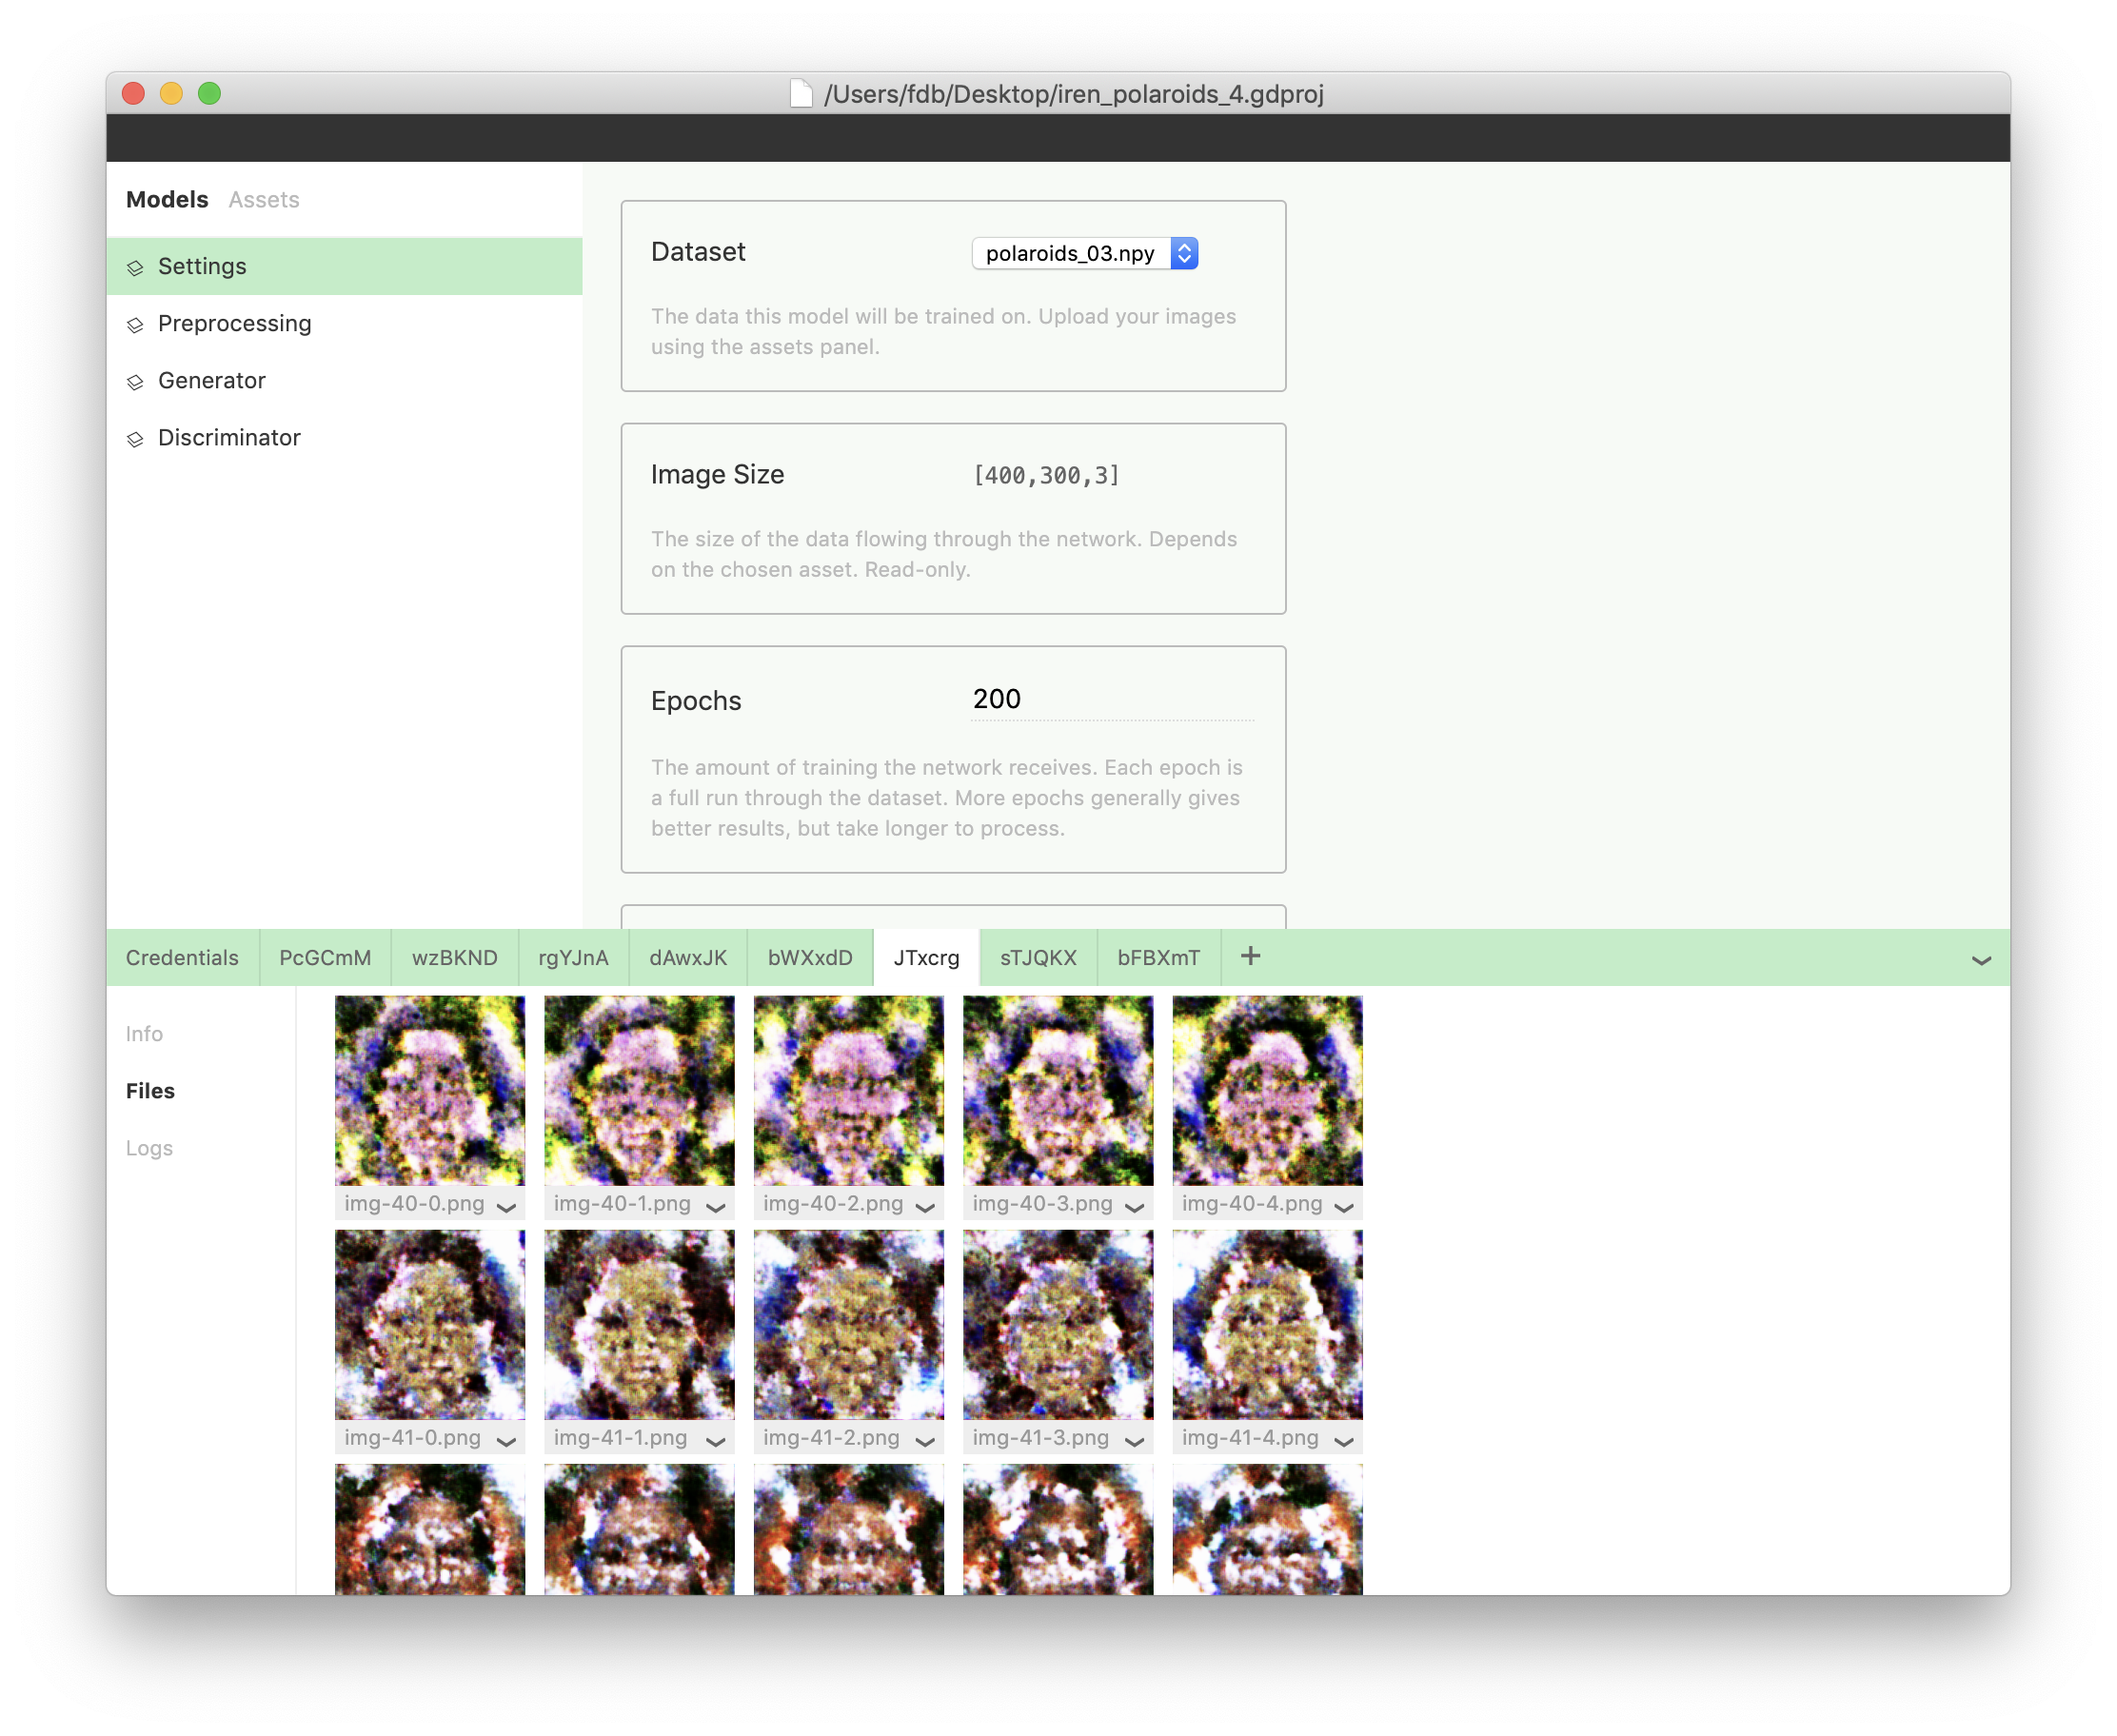 /Users/fdb/Desktop/iren_polaroids_4.gdproj
Models Assets
Settings
Preprocessing
Generator
Discriminator
Dataset polaroids_03.npy
The data this model will be trained on. Upload your images
using the assets panel.
Image Size [400,300,3]
The size of the data flowing through the network. Depends
on the chosen asset. Read-only.
Epochs 200
The amount of training the network receives. Each epoch is
a full run through the dataset. More epochs generally gives
better results, but take longer to process.
Credentials PcGCmM wzBKND rgYJnA dAwxJK bWXxdD JTxcrg sTJQKX bFBXmT +
Info
Files
Logs
img-40-0.png img-40-1.png img-40-2.png img-40-3.png img-40-4.png
img-41-0.png img-41-1.png img-41-2.png img-41-3.png img-41-4.png